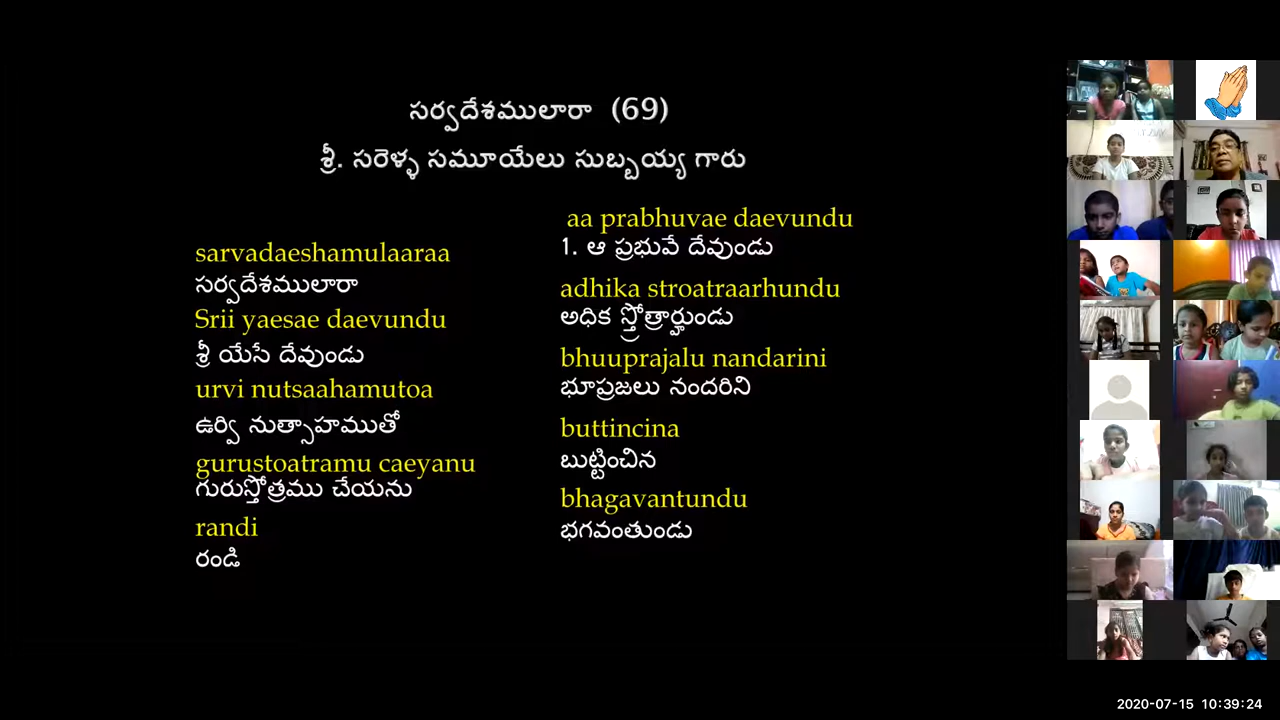 సర్వదేశములారా (69)
శ్రీ. సరెళ్ళ సమూయేలు సుబ్బయ్య గారు
sarvadaeshamulaaraa
సర్వదేశములారా
Srii yaesae daevundu
శ్రీ యేసే దేవుండు
urvi nutsaahamutoa
ఉర్వి నుత్సాహముతో
gurustoatramu caeyanu
గురుస్తోత్రము చేయను
randi
రండి
aa prabhuvae daevundu
1. ఆ ప్రభువే దేవుండు
adhika stroatraarhundu
అధిక స్త్రోత్రార్హుండు
bhuuprajalu nandarini
భూప్రజలు నందరిని
buttincina
బుట్టించిన
bhagavantundu
భగవంతుండు
2020-07-15 10:39:24